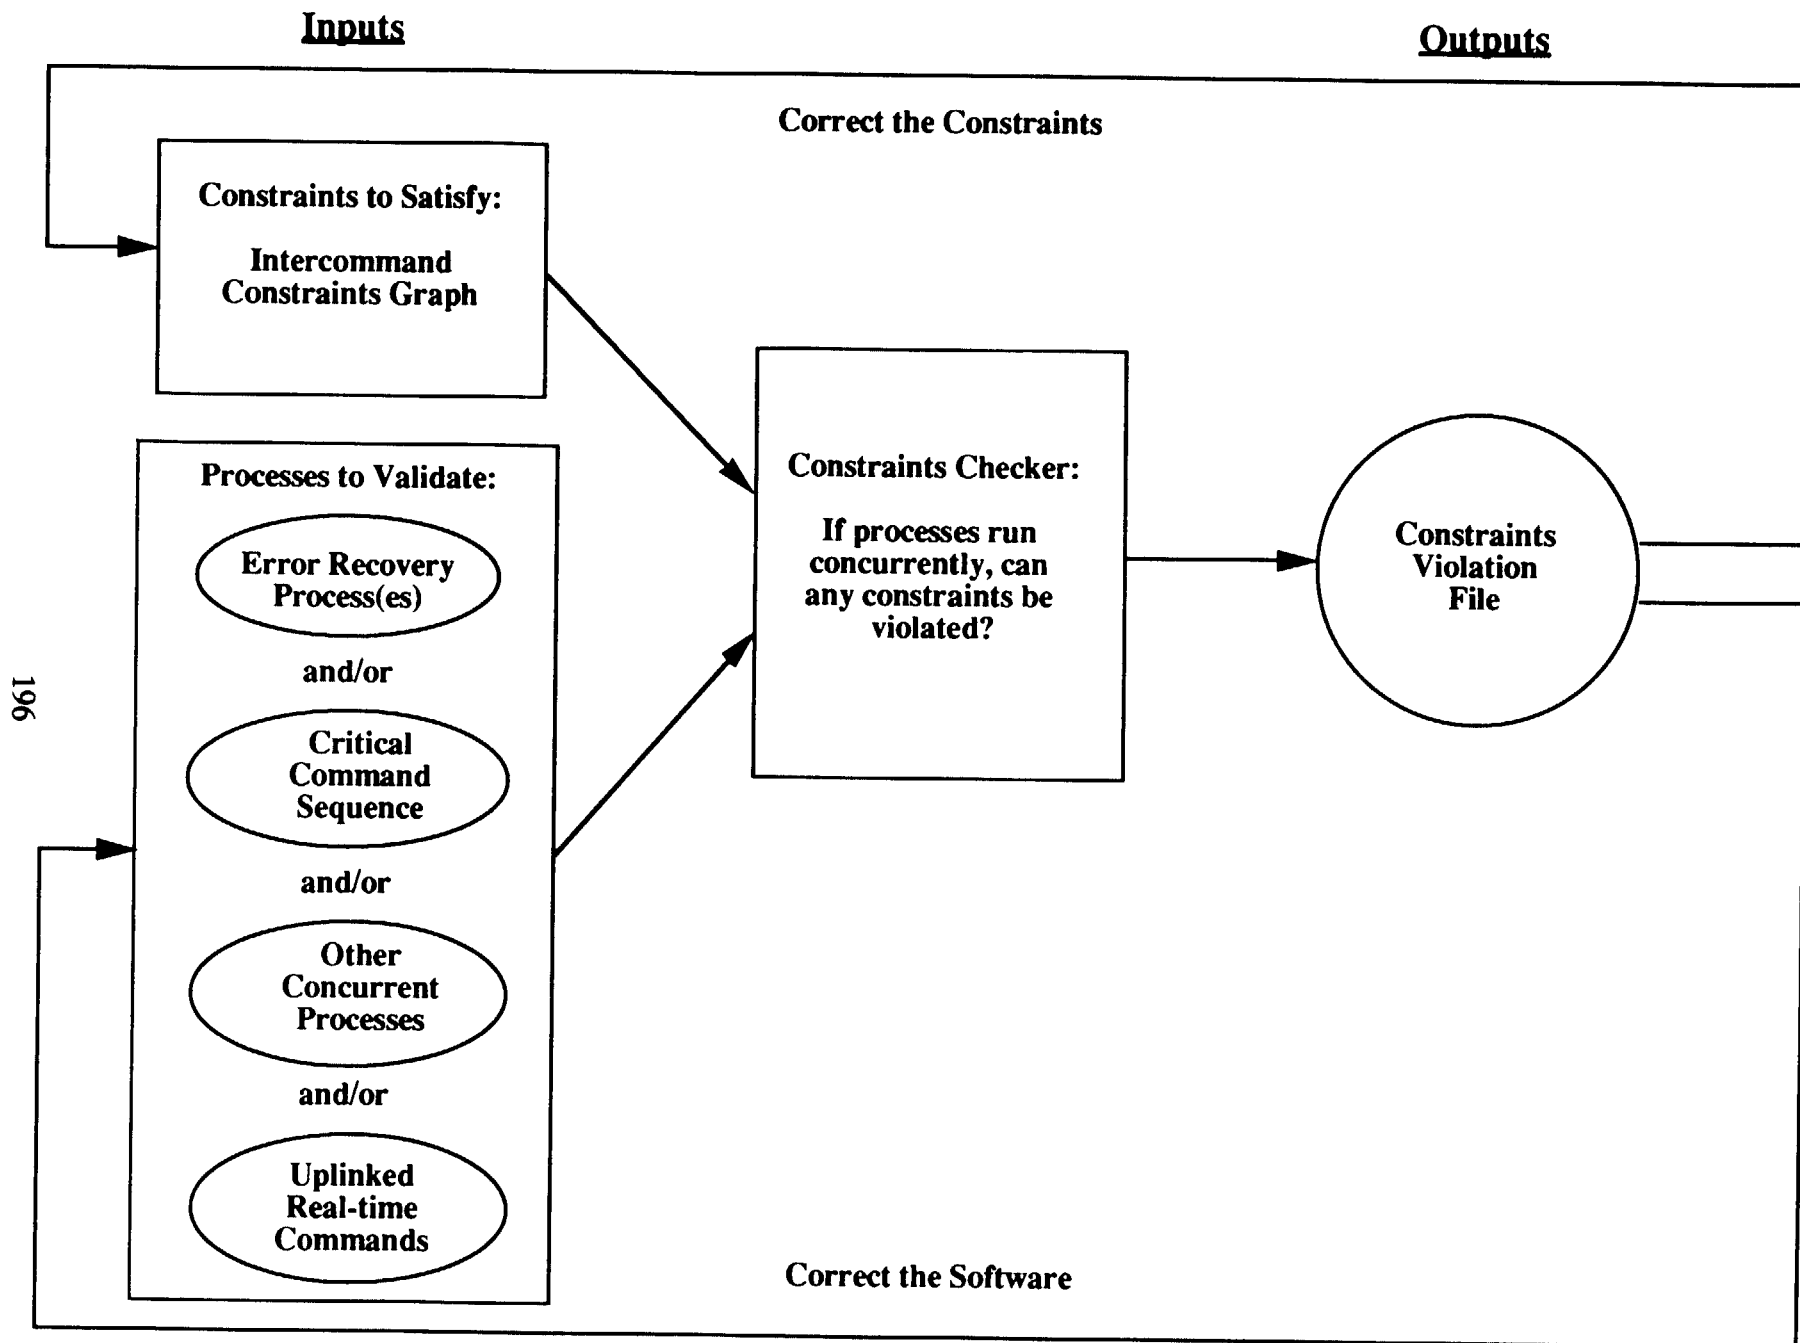 Inputs
Outputs
Correct the Constraints
Constraints to Satisfy:
Intercommand
Constraints Graph
Processes to Validate:
Error Recovery
Process(es)
and/or
Critical
Command
Sequence
and/or
Other
Concurrent
Processes
and/or
Uplinked
Real-time
Commands
Constraints Checker:
If processes run
concurrently, can
any constraints be
violated?
Constraints
Violation
File
Correct the Software
196